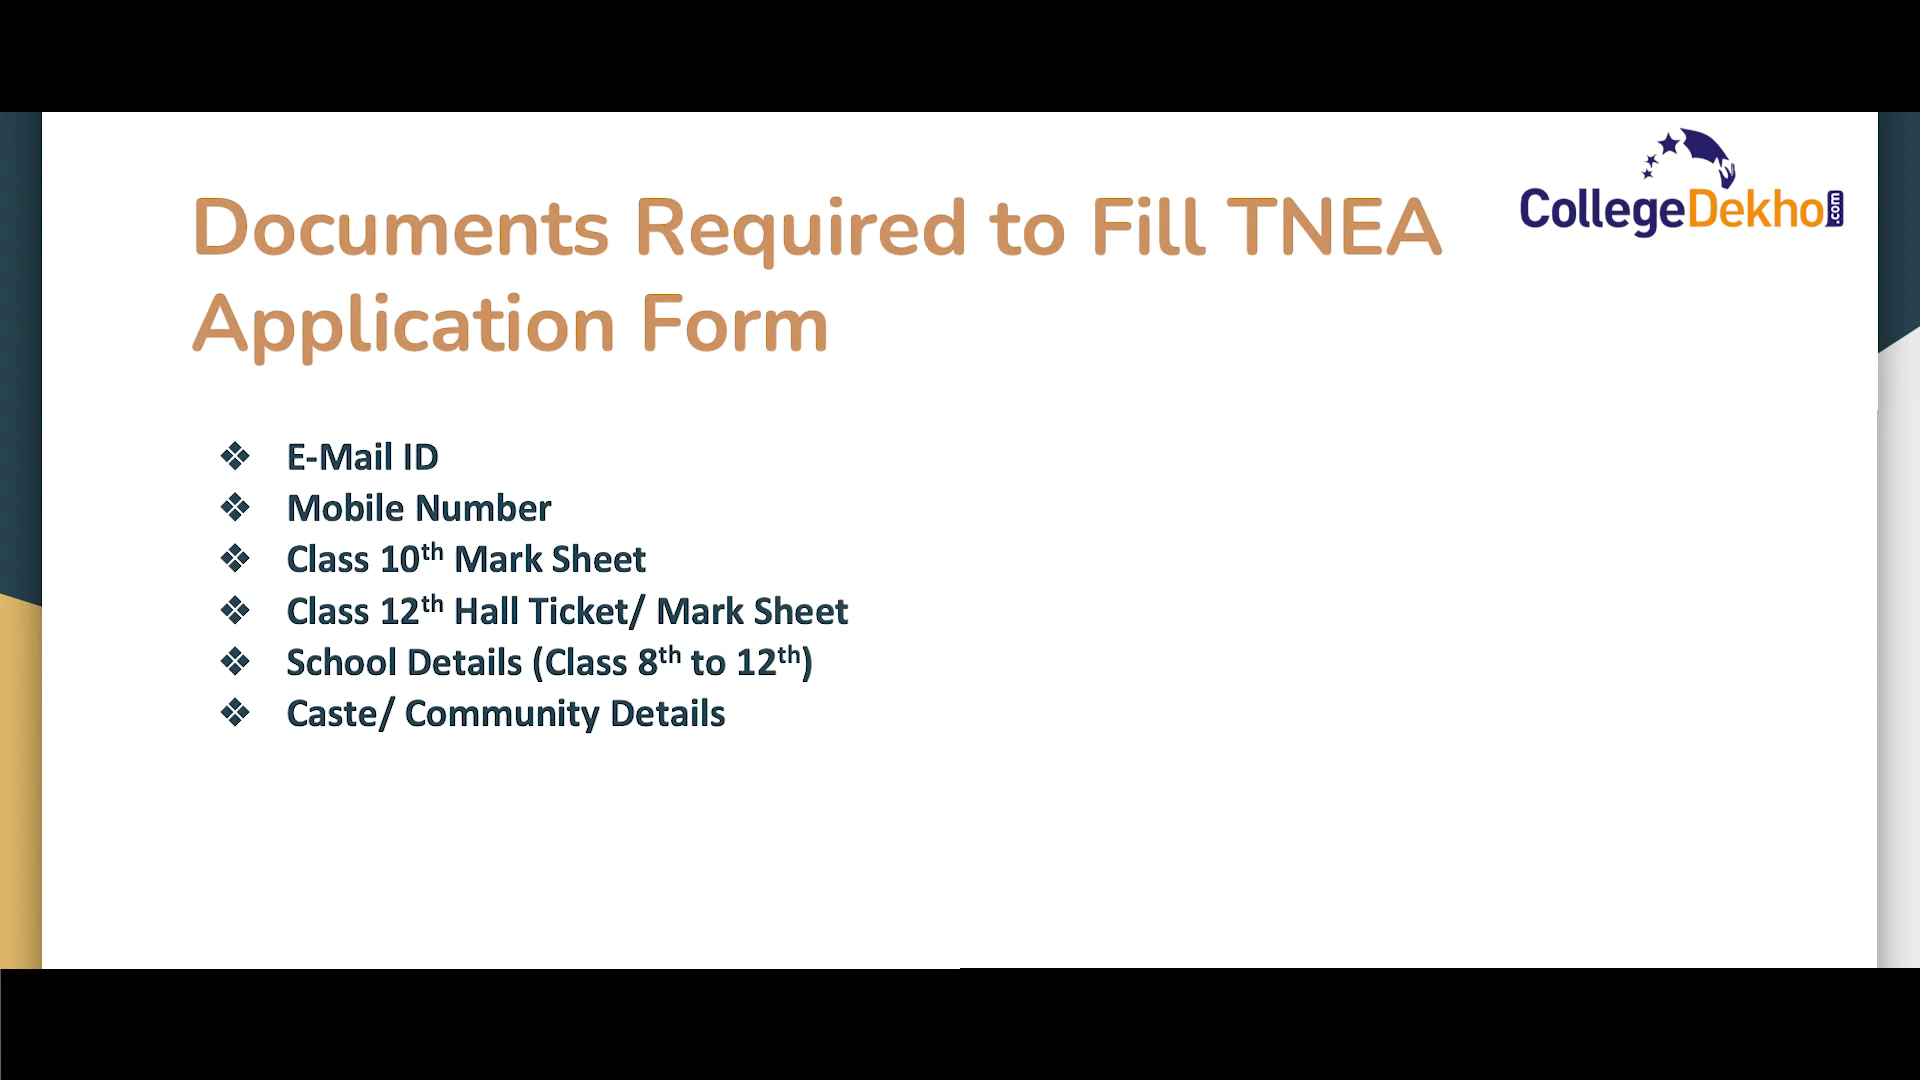 CollegeDekho.com
Documents Required to Fill TNEA
Application Form
❖ E-Mail ID
❖ Mobile Number
❖ Class 10th Mark Sheet
❖ Class 12th Hall Ticket/ Mark Sheet
❖ School Details (Class 8th to 12th)
❖ Caste/ Community Details